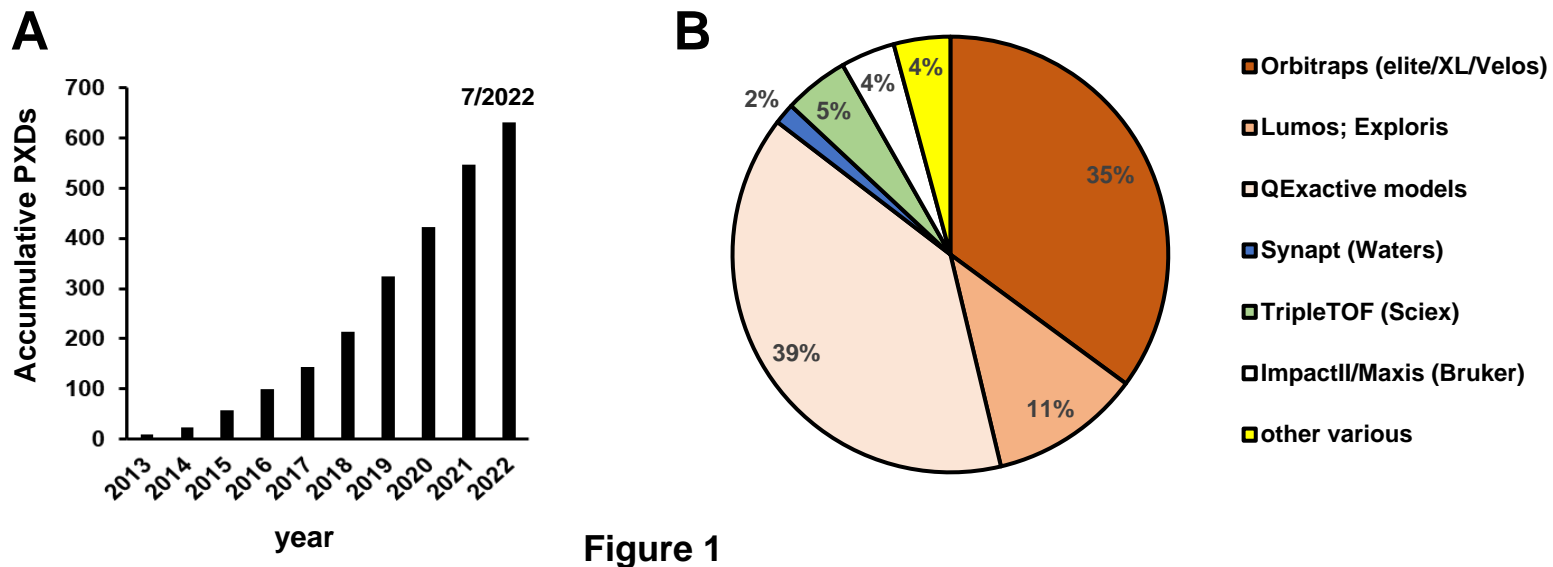 A
700
600
500
400
300
200
100
0
Accumulative PXDs
7/2022
2013
2014
2015
2016
2017
2018
2019
2020
2021
2022
year
B
35%
11%
39%
2%
5%
4%
4%
Orbitraps (elite/XL/Velos)
Lumos; Exploris
QExactive models
Synapt (Waters)
TripleTOF (Sciex)
ImpactII/Maxis (Bruker)
other various
Figure 1